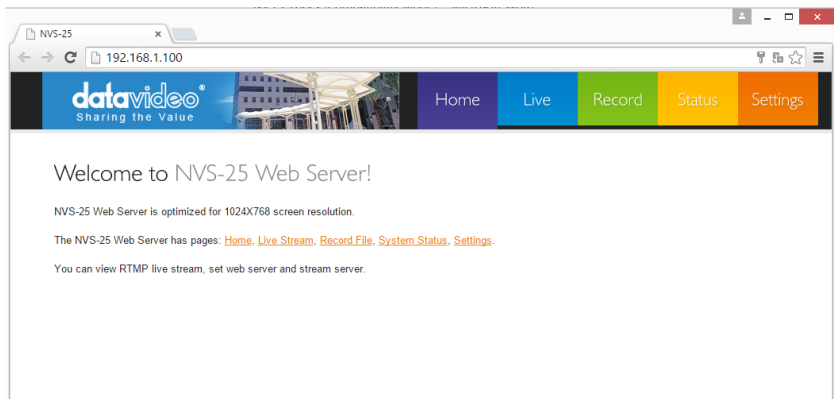 NVS-25
192.168.1.100
datavideo®
Sharing the Value
Home
Live
Record
Status
Settings
Welcome to NVS-25 Web Server!
NVS-25 Web Server is optimized for 1024X768 screen resolution.
The NVS-25 Web Server has pages: Home, Live Stream, Record File, System Status, Settings.
You can view RTMP live stream, set web server and stream server.